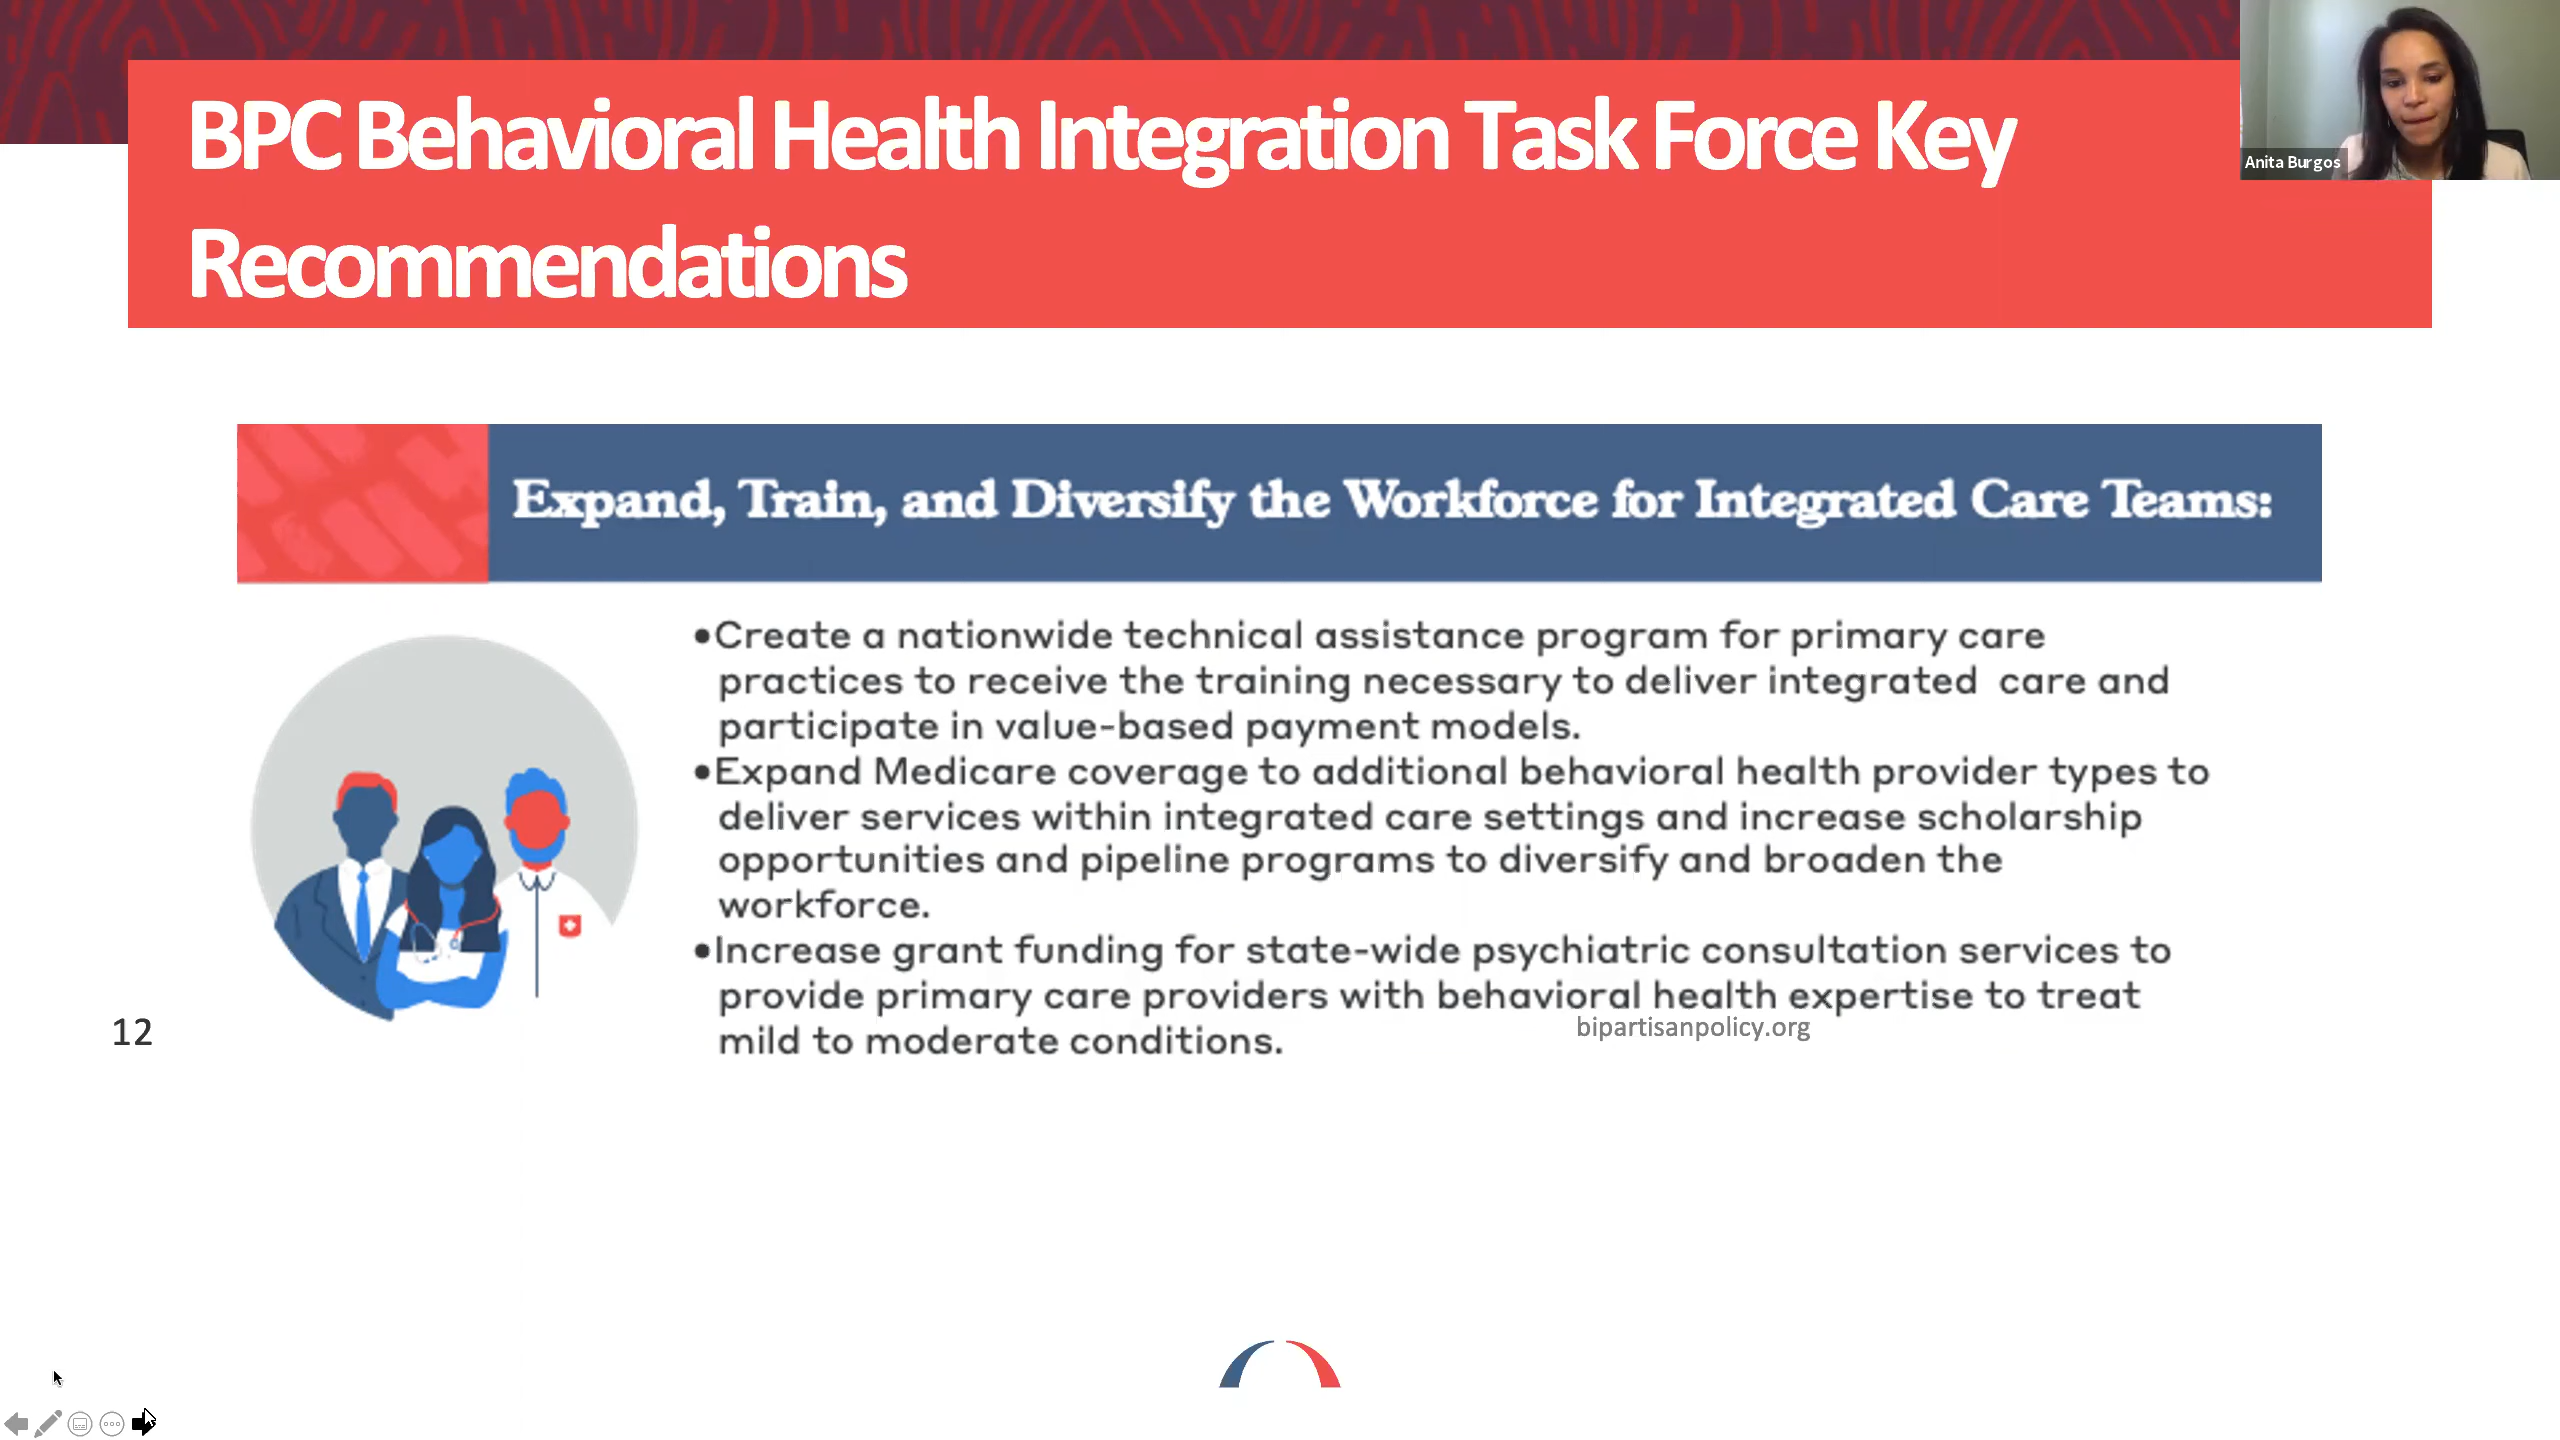 BPC Behavioral Health Integration Task Force Key
Recommendations
Anita Burgos
Expand, Train, and Diversify the Workforce for Integrated Care Teams:
•Create a nationwide technical assistance program for primary care
practices to receive the training necessary to deliver integrated  care and
participate in value-based payment models.
•Expand Medicare coverage to additional behavioral health provider types to
deliver services within integrated care settings and increase scholarship
opportunities and pipeline programs to diversify and broaden the
workforce.
•Increase grant funding for state-wide psychiatric consultation services to
provide primary care providers with behavioral health expertise to treat
mild to moderate conditions.
12
bipartisanpolicy.org